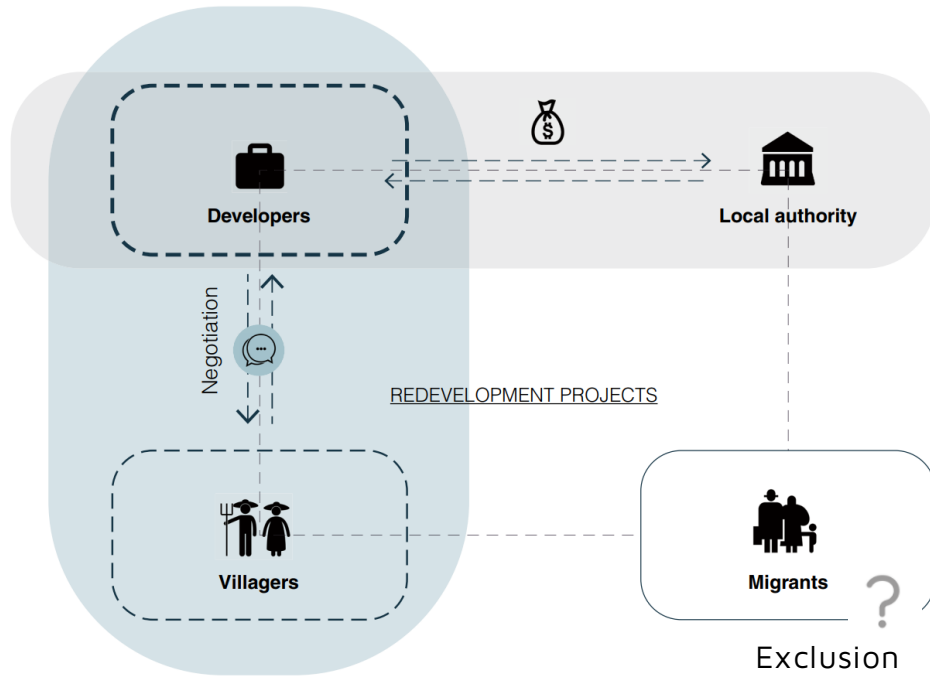 $
Developers
Local authority
Negotiation
REDEVELOPMENT PROJECTS
Villagers
Migrants
?
Exclusion